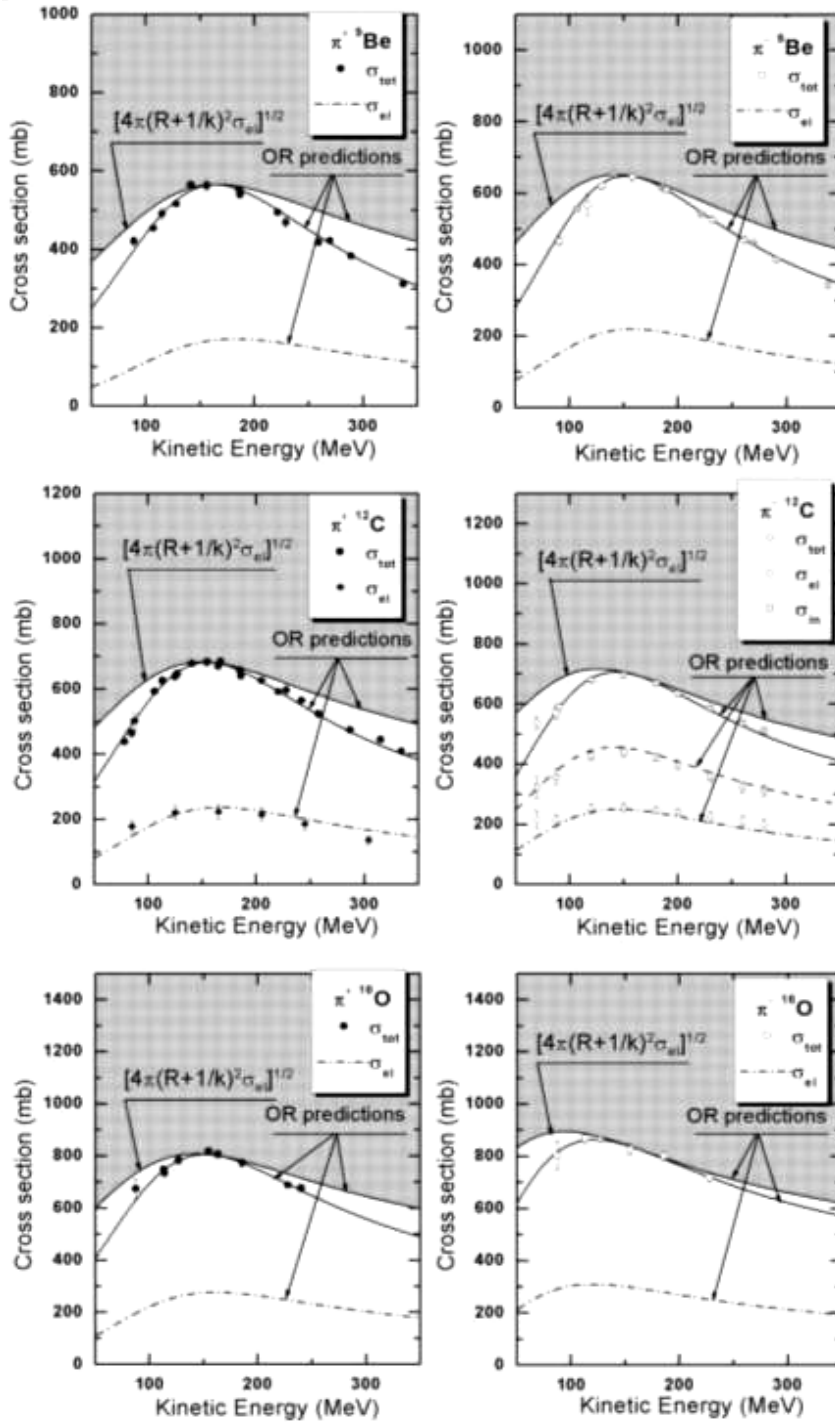 1000
800
600
400
200
0
Cross section (mb)
π⁺ ⁹Be
σtot
σel
[4π(R+1/k)²σel]¹/²
OR predictions
100 200 300
Kinetic Energy (MeV)
1000
800
600
400
200
0
Cross section (mb)
π⁻ ⁹Be
σtot
σel
[4π(R+1/k)²σel]¹/²
OR predictions
100 200 300
Kinetic Energy (MeV)
1200
1000
800
600
400
200
0
Cross section (mb)
π⁺ ¹²C
σtot
σel
[4π(R+1/k)²σel]¹/²
OR predictions
100 200 300
Kinetic Energy (MeV)
1200
1000
800
600
400
200
0
Cross section (mb)
π⁻ ¹²C
σtot
σel
σin
[4π(R+1/k)²σel]¹/²
OR predictions
100 200 300
Kinetic Energy (MeV)
1400
1200
1000
800
600
400
200
0
Cross section (mb)
π⁺ ¹⁶O
σtot
σel
[4π(R+1/k)²σel]¹/²
OR predictions
100 200 300
Kinetic Energy (MeV)
1400
1200
1000
800
600
400
200
0
Cross section (mb)
π⁻ ¹⁶O
σtot
σel
[4π(R+1/k)²σel]¹/²
OR predictions
100 200 300
Kinetic Energy (MeV)